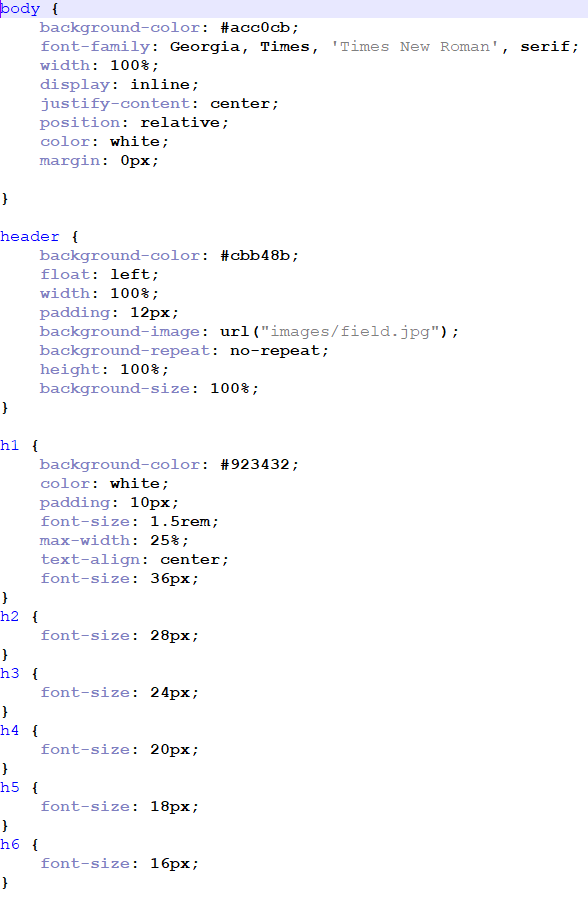 body {
    background-color: #acc0cb;
    font-family: Georgia, Times, 'Times New Roman', serif;
    width: 100%;
    display: inline;
    justify-content: center;
    position: relative;
    color: white;
    margin: 0px;

}

header {
    background-color: #cbb48b;
    float: left;
    width: 100%;
    padding: 12px;
    background-image: url("images/field.jpg");
    background-repeat: no-repeat;
    height: 100%;
    background-size: 100%;
}

h1 {
    background-color: #923432;
    color: white;
    padding: 10px;
    font-size: 1.5rem;
    max-width: 25%;
    text-align: center;
    font-size: 36px;
}
h2 {
    font-size: 28px;
}
h3 {
    font-size: 24px;
}
h4 {
    font-size: 20px;
}
h5 {
    font-size: 18px;
}
h6 {
    font-size: 16px;
}